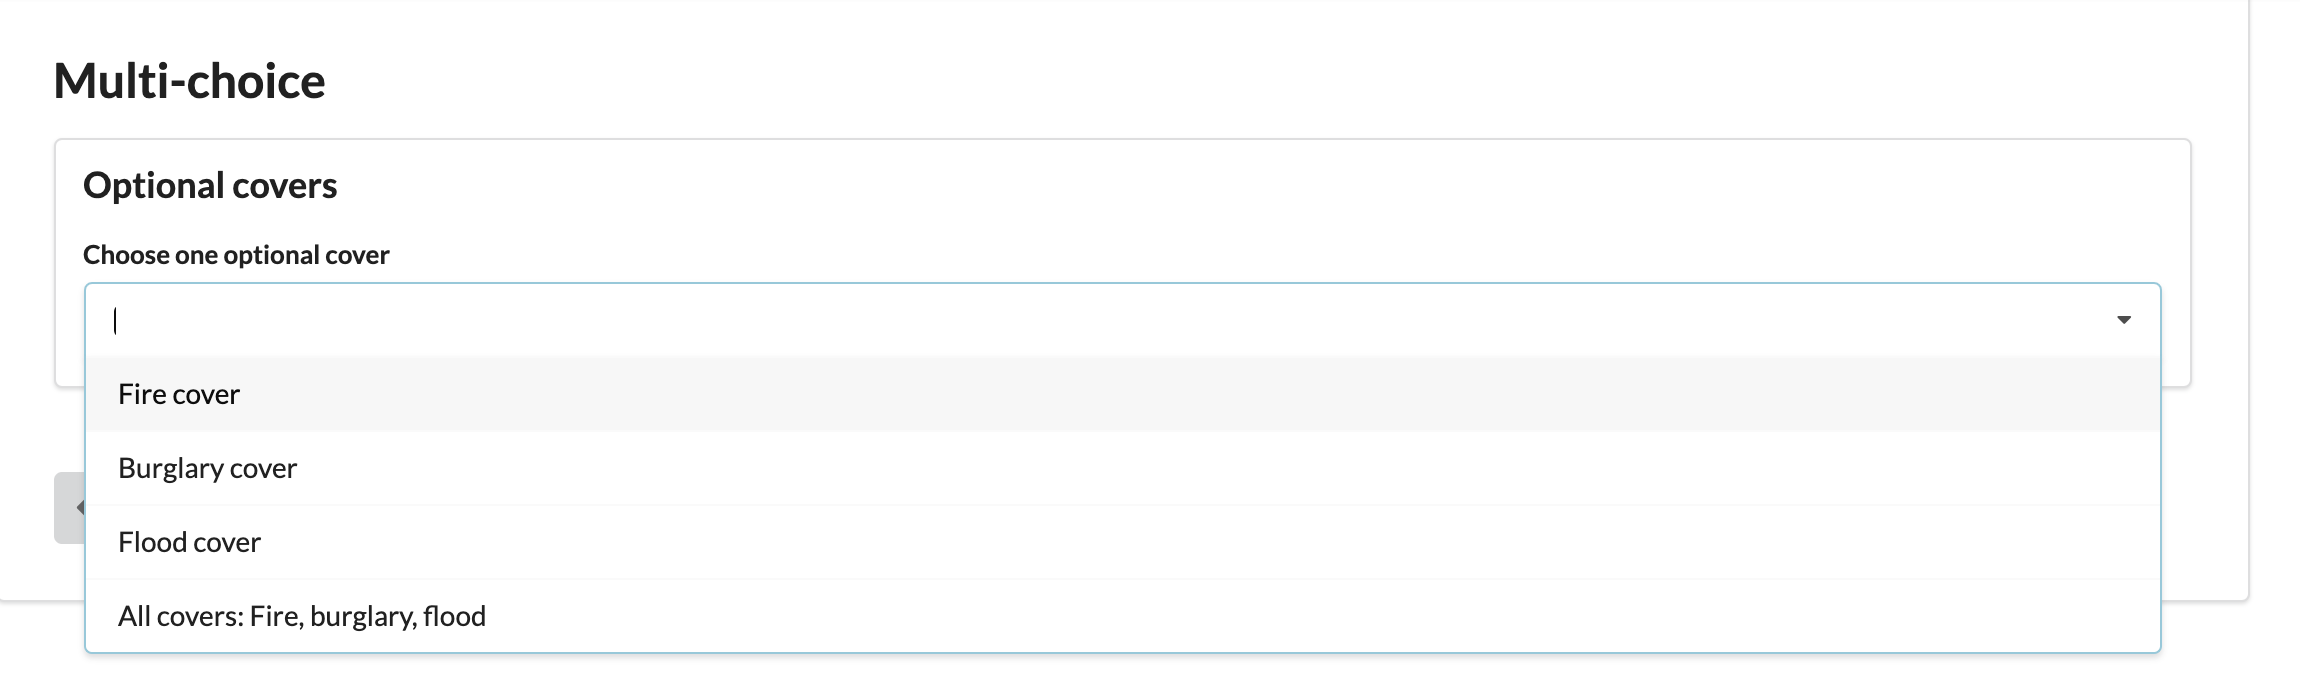 Multi-choice
Optional covers
Choose one optional cover
Fire cover
Burglary cover
Flood cover
All covers: Fire, burglary, flood